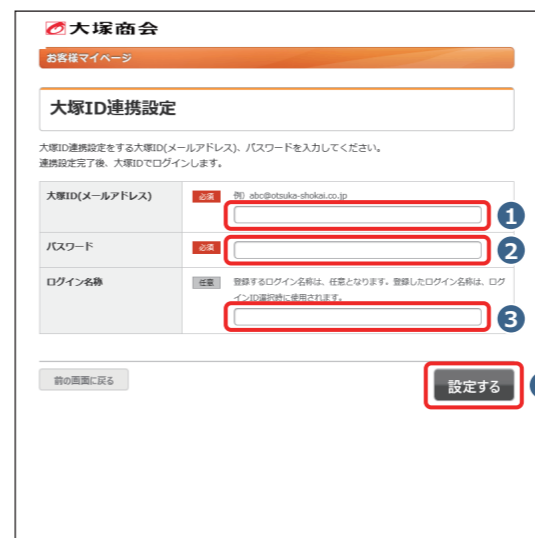 大塚商会
お客様マイページ
大塚ID連携設定
大塚ID連携設定をする大塚ID(メールアドレス)、パスワードを入力してください。
連携設定完了後、大塚IDでログインします。
大塚ID(メールアドレス) 必須 例) abc@otsuka-shokai.co.jp
1
パスワード 必須
2
ログイン名称 任意 登録するログイン名称は、任意となります。登録したログイン名称は、ログ
インID選択時に使用されます。
3
前の画面に戻る
設定する